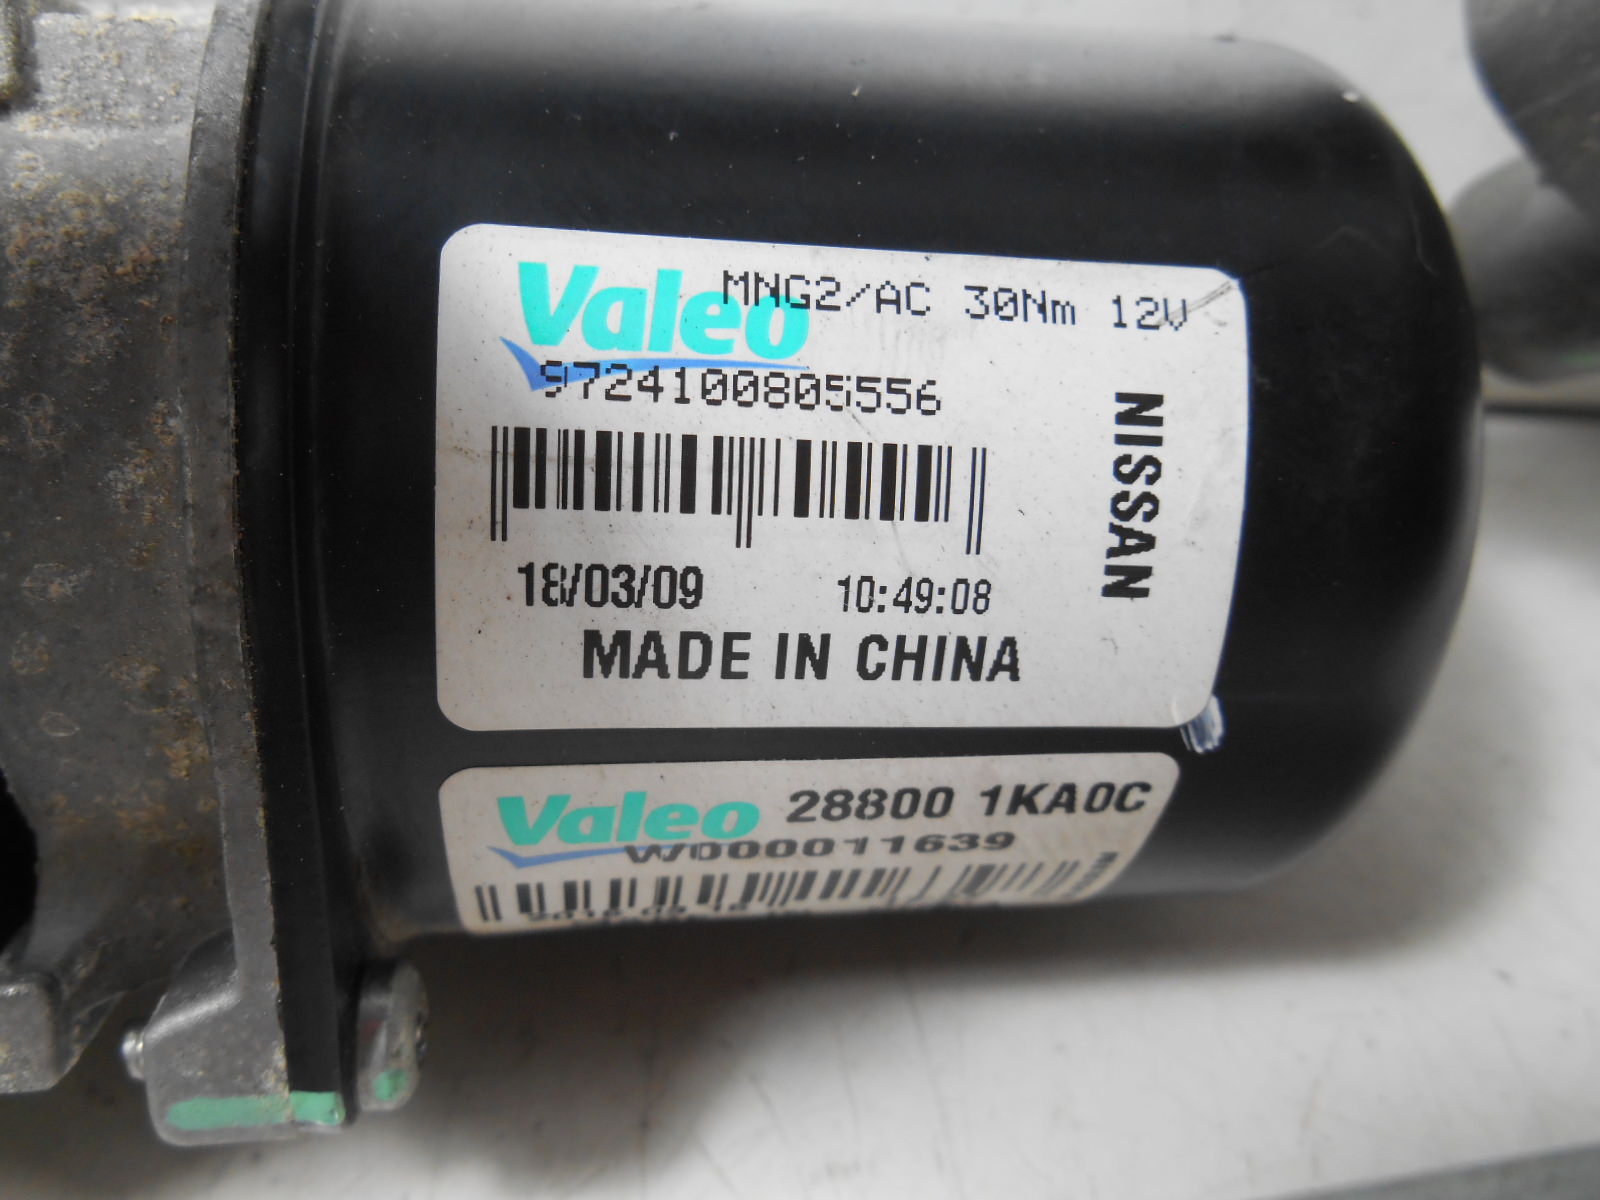 Valeo MNG2/AC 30Nm 12V
9724100805556
18/03/09 10:49:08
MADE IN CHINA
NISSAN
Valeo 28800 1KA0C
W000011639